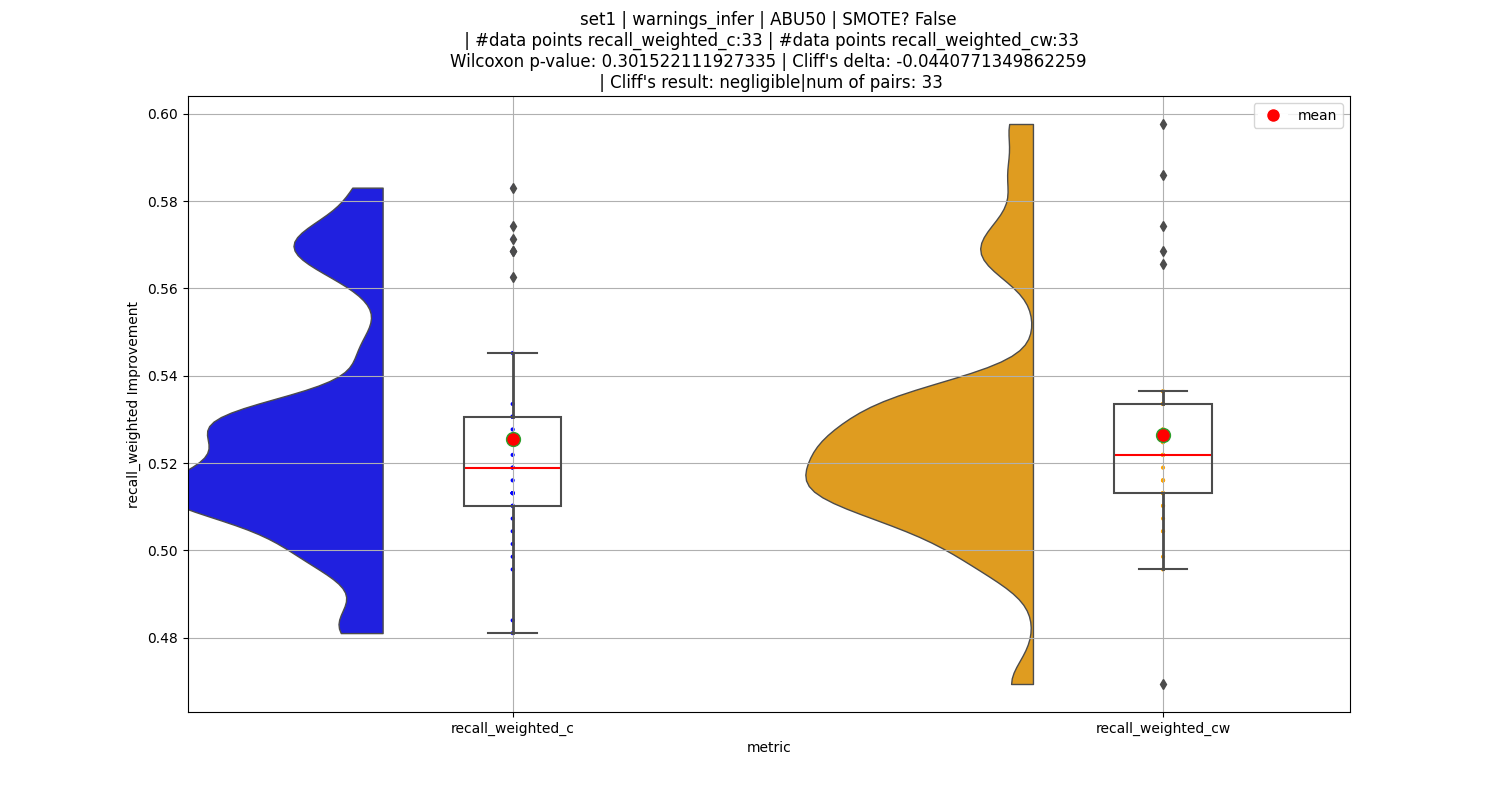 set1 | warnings_infer | ABU50 | SMOTE? False
| #data points recall_weighted_c:33 | #data points recall_weighted_cw:33
Wilcoxon p-value: 0.301522111927335 | Cliff's delta: -0.0440771349862259
| Cliff's result: negligible|num of pairs: 33
mean
0.60
0.58
0.56
0.54
0.52
0.50
0.48
recall_weighted Improvement
recall_weighted_c
recall_weighted_cw
metric